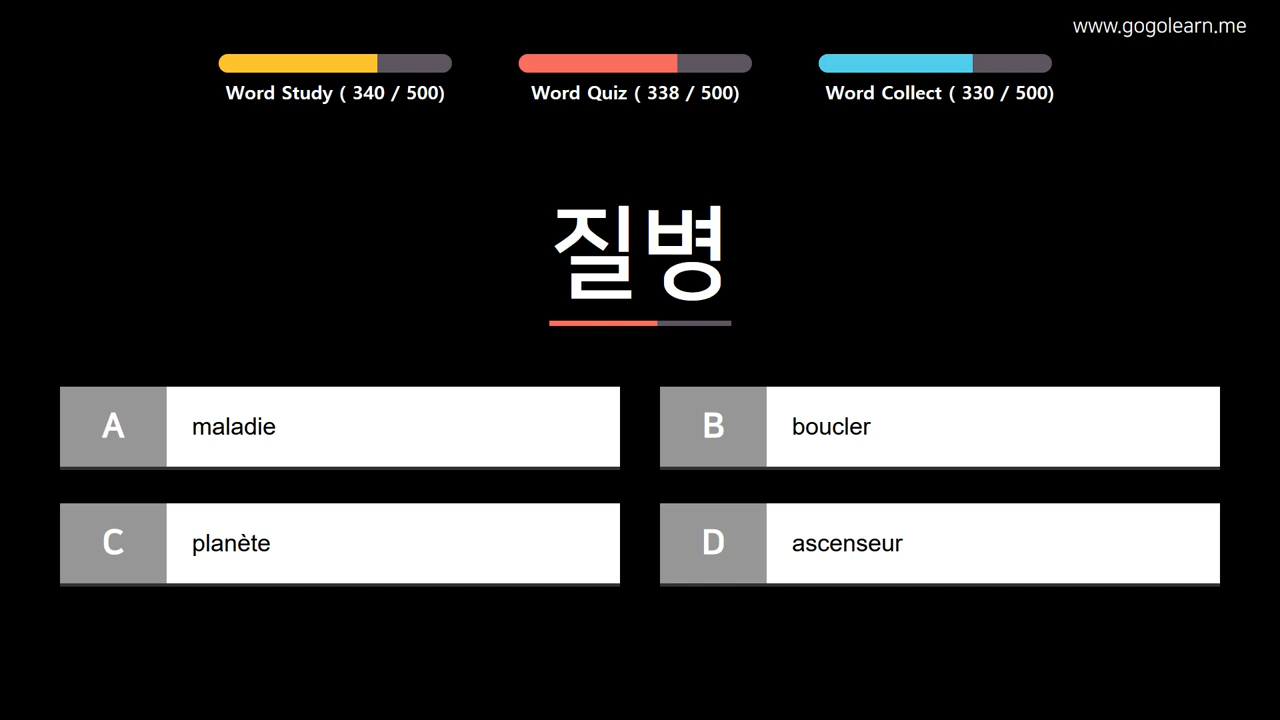 www.gogolearn.me
Word Study ( 340 / 500)
Word Quiz ( 338 / 500)
Word Collect ( 330 / 500)
질병
A maladie
B boucler
C planète
D ascenseur